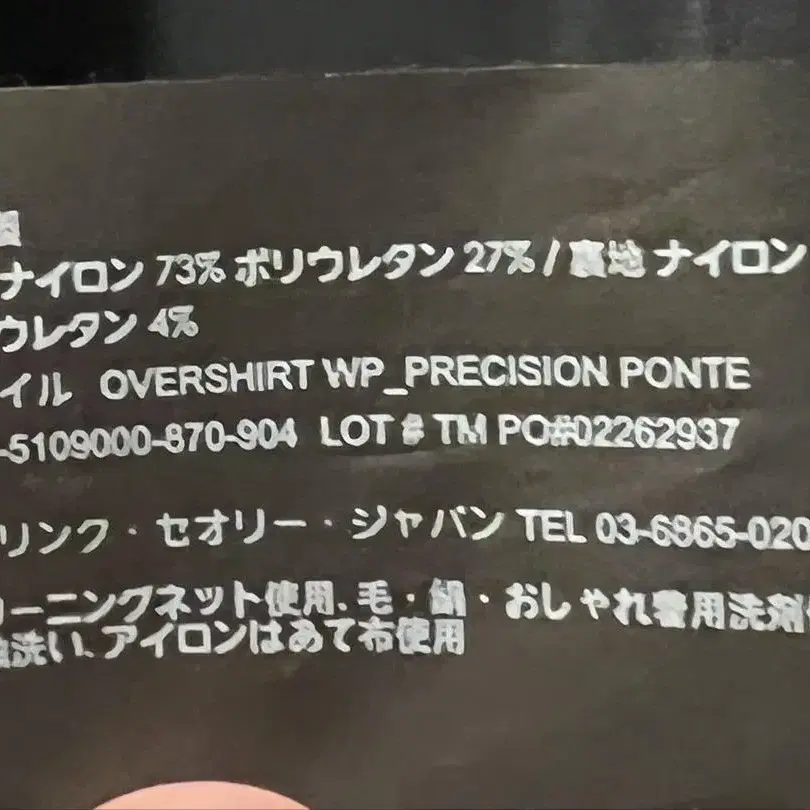 ナイロン 73% ポリウレタン 27% / 裏地 ナイロン
ウレタン 4%
イル OVERSHIRT WP_PRECISION PONTE
-5109000-870-904 LOT # TM PO#02262937
リンク・セオリー・ジャパン TEL 03-6865-020
ーニングネット使用、毛・絹・おしゃれ着用洗剤
洗い、アイロンはあて布使用